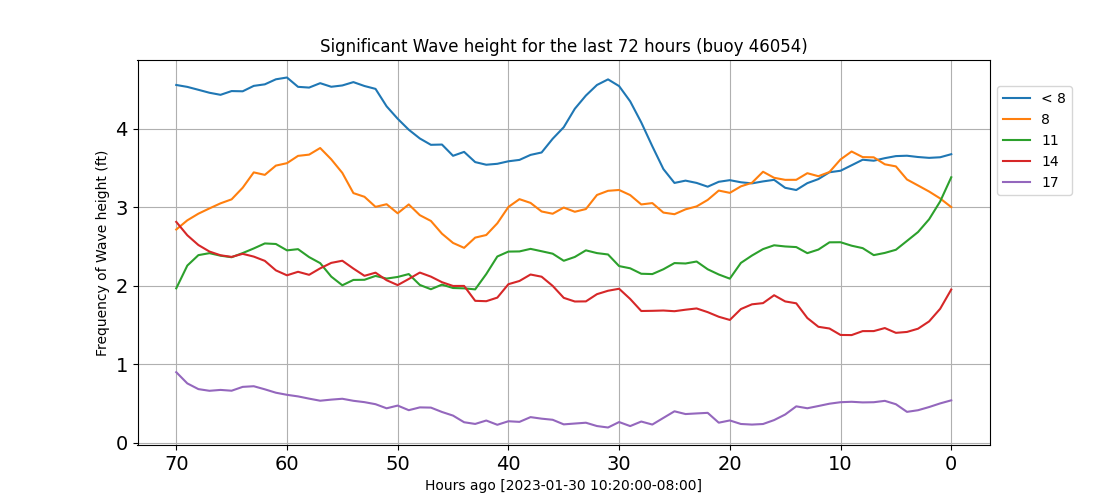 Significant Wave height for the last 72 hours (buoy 46054)
Frequency of Wave height (ft)
4
3
2
1
0
70 60 50 40 30 20 10 0
Hours ago [2023-01-30 10:20:00-08:00]
< 8
8
11
14
17